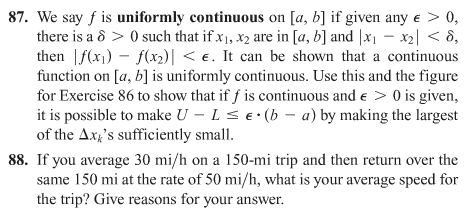 87. We say f is uniformly continuous on [a, b] if given any ϵ > 0,
there is a δ > 0 such that if x₁, x₂ are in [a, b] and |x₁ − x₂| < δ,
then |f(x₁) − f(x₂)| < ϵ. It can be shown that a continuous
function on [a, b] is uniformly continuous. Use this and the figure
for Exercise 86 to show that if f is continuous and ϵ > 0 is given,
it is possible to make U − L ≤ ϵ · (b − a) by making the largest
of the Δxₖ's sufficiently small.
88. If you average 30 mi/h on a 150-mi trip and then return over the
same 150 mi at the rate of 50 mi/h, what is your average speed for
the trip? Give reasons for your answer.